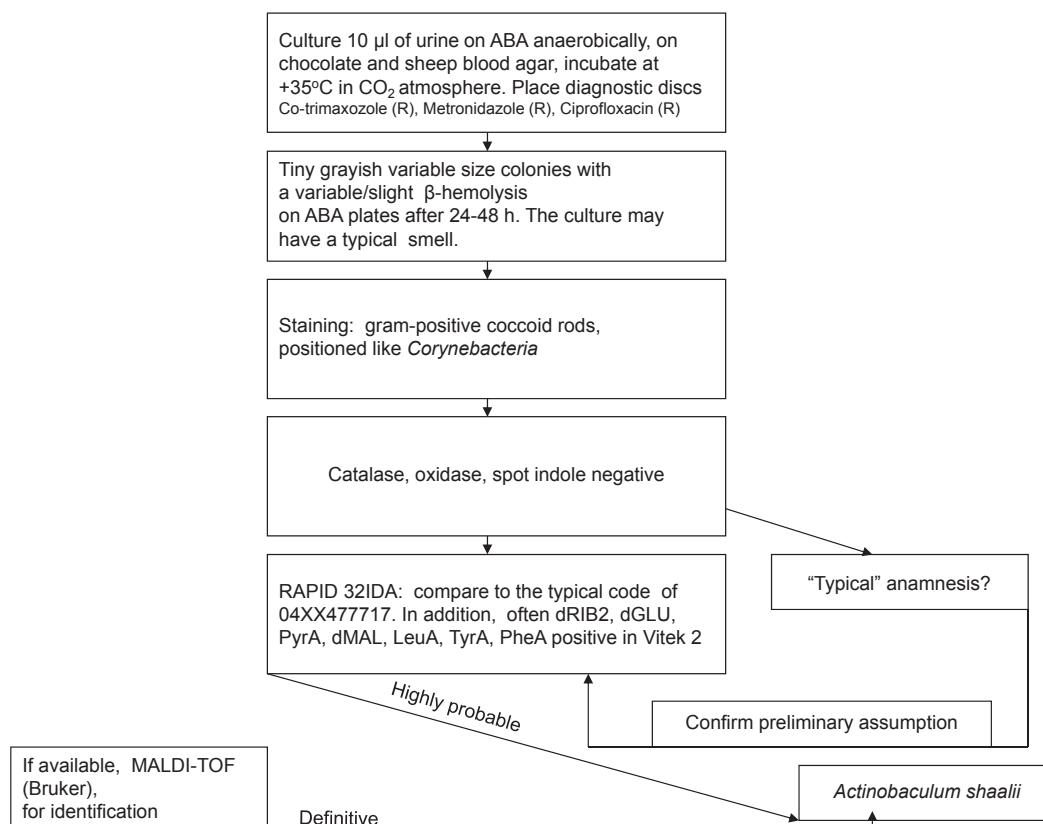 Culture 10 µl of urine on ABA anaerobically, on
chocolate and sheep blood agar, incubate at
+35ºC in CO₂ atmosphere. Place diagnostic discs
Co-trimaxozole (R), Metronidazole (R), Ciprofloxacin (R)
Tiny grayish variable size colonies with
a variable/slight β-hemolysis
on ABA plates after 24-48 h. The culture may
have a typical smell.
Staining: gram-positive coccoid rods,
positioned like Corynebacteria
Catalase, oxidase, spot indole negative
"Typical" anamnesis?
RAPID 32IDA: compare to the typical code of
04XX477717. In addition, often dRIB2, dGLU,
PyrA, dMAL, LeuA, TyrA, PheA positive in Vitek 2
Highly probable
Confirm preliminary assumption
If available, MALDI-TOF
(Bruker),
for identification
Actinobaculum shaalii
Definitive